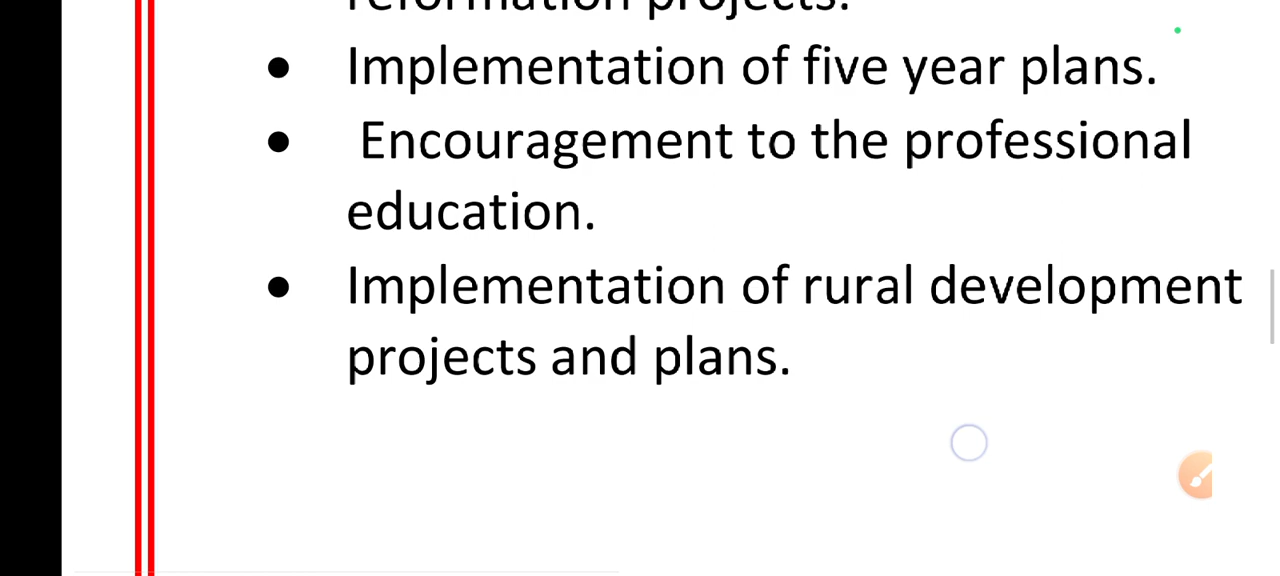 reformation projects.
• Implementation of five year plans.
• Encouragement to the professional
education.
• Implementation of rural development
projects and plans.